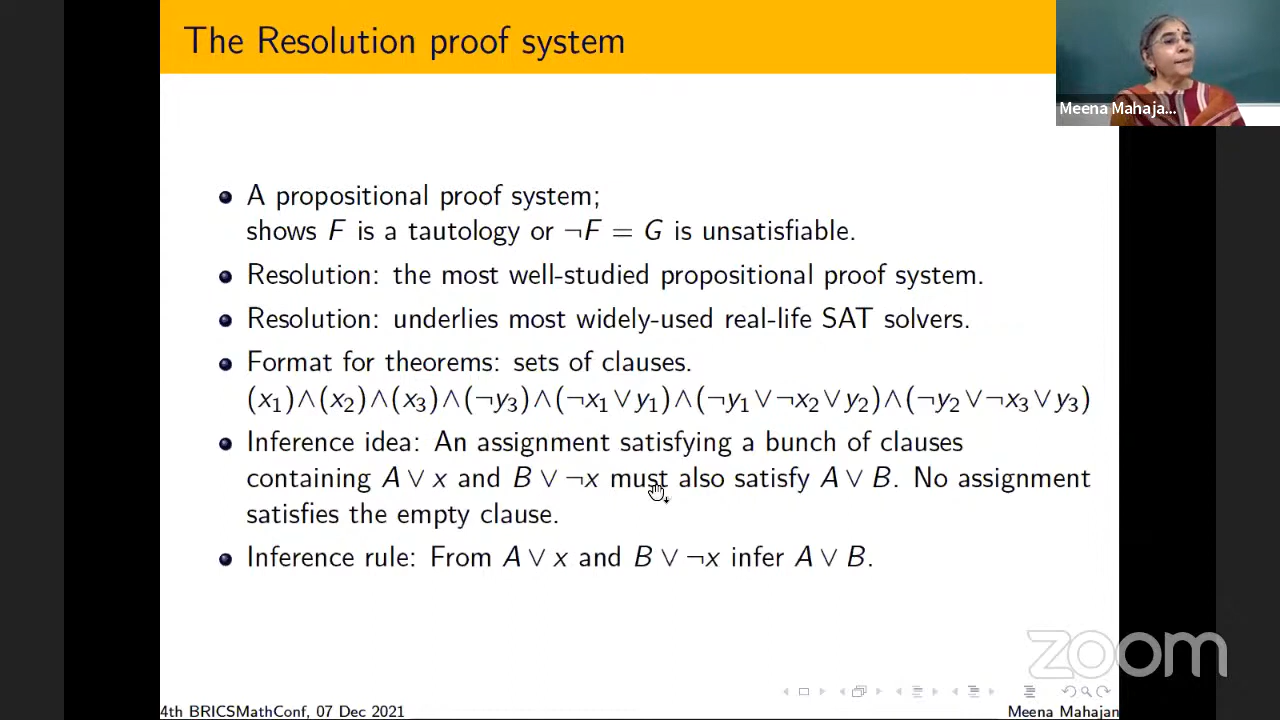 The Resolution proof system
Meena Mahaja...
A propositional proof system;
shows F is a tautology or ¬F = G is unsatisfiable.
Resolution: the most well-studied propositional proof system.
Resolution: underlies most widely-used real-life SAT solvers.
Format for theorems: sets of clauses.
(x₁)∧(x₂)∧(x₃)∧(¬y₃)∧(¬x₁∨y₁)∧(¬y₁∨¬x₂∨y₂)∧(¬y₂∨¬x₃∨y₃)
Inference idea: An assignment satisfying a bunch of clauses
containing A ∨ x and B ∨ ¬x must also satisfy A ∨ B. No assignment
satisfies the empty clause.
Inference rule: From A ∨ x and B ∨ ¬x infer A ∨ B.
zoom
4th BRICSMathConf, 07 Dec 2021
Meena Mahajan